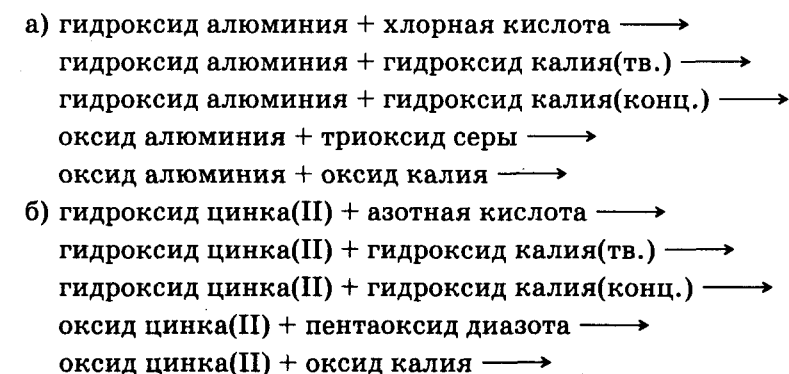 а) гидроксид алюминия + хлорная кислота ⟶
гидроксид алюминия + гидроксид калия(тв.) ⟶
гидроксид алюминия + гидроксид калия(конц.) ⟶
оксид алюминия + триоксид серы ⟶
оксид алюминия + оксид калия ⟶
б) гидроксид цинка(II) + азотная кислота ⟶
гидроксид цинка(II) + гидроксид калия(тв.) ⟶
гидроксид цинка(II) + гидроксид калия(конц.) ⟶
оксид цинка(II) + пентаоксид диазота ⟶
оксид цинка(II) + оксид калия ⟶